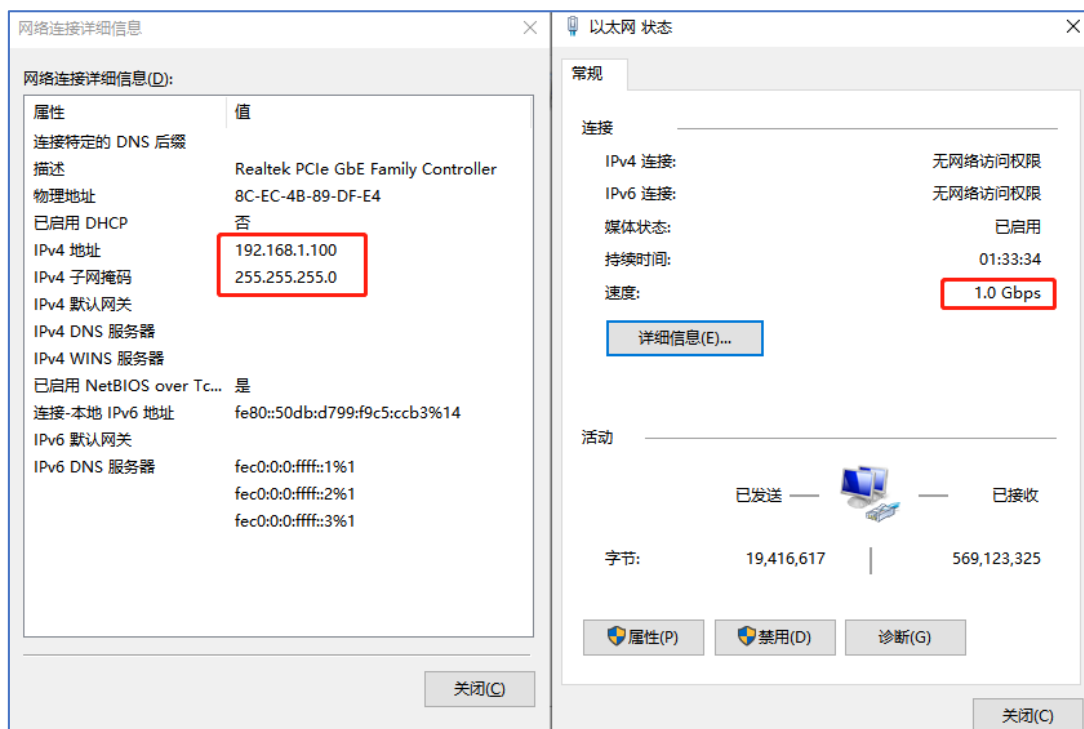 网络连接详细信息
网络连接详细信息(D):
属性 值
连接特定的 DNS 后缀
描述 Realtek PCIe GbE Family Controller
物理地址 8C-EC-4B-89-DF-E4
已启用 DHCP 否
IPv4 地址 192.168.1.100
IPv4 子网掩码 255.255.255.0
IPv4 默认网关
IPv4 DNS 服务器
IPv4 WINS 服务器
已启用 NetBIOS over Tc... 是
连接-本地 IPv6 地址 fe80::50db:d799:f9c5:ccb3%14
IPv6 默认网关
IPv6 DNS 服务器 fec0:0:0:ffff::1%1
fec0:0:0:ffff::2%1
fec0:0:0:ffff::3%1
关闭(C)
以太网 状态
常规
连接
IPv4 连接: 无网络访问权限
IPv6 连接: 无网络访问权限
媒体状态: 已启用
持续时间: 01:33:34
速度: 1.0 Gbps
详细信息(E)...
活动
已发送 已接收
字节: 19,416,617 569,123,325
属性(P) 禁用(D) 诊断(G)
关闭(C)